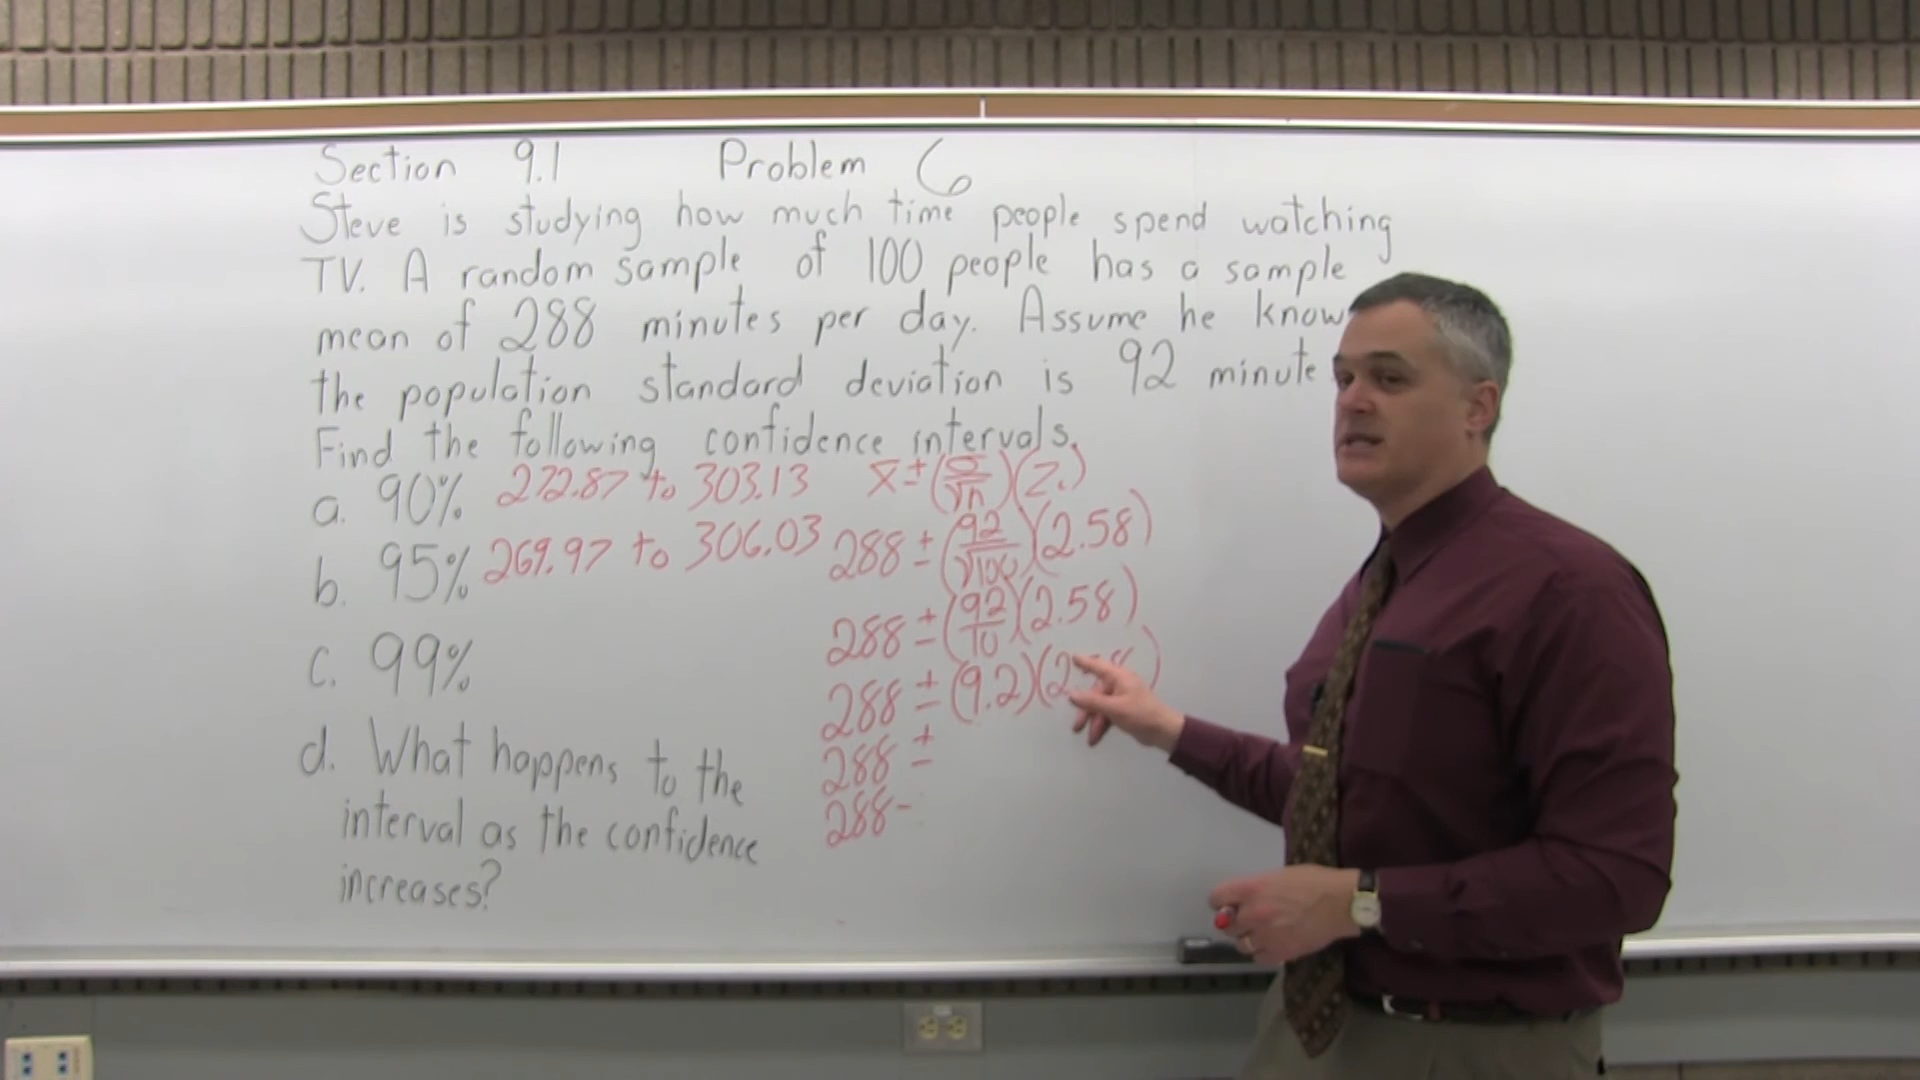 Section 9.1 Problem 6
Steve is studying how much time people spend watching
TV. A random sample of 100 people has a sample
mean of 288 minutes per day. Assume he know
the population standard deviation is 92 minute
Find the following confidence intervals.
a. 90% 272.87 to 303.13 x̄ ± (σ/√n)(Z.)
b. 95% 269.97 to 306.03 288 ± (92/√100)(2.58)
288 ± (92/10)(2.58)
c. 99% 288 ± (9.2)(2.58)
d. What happens to the 288 ±
interval as the confidence 288-
increases?